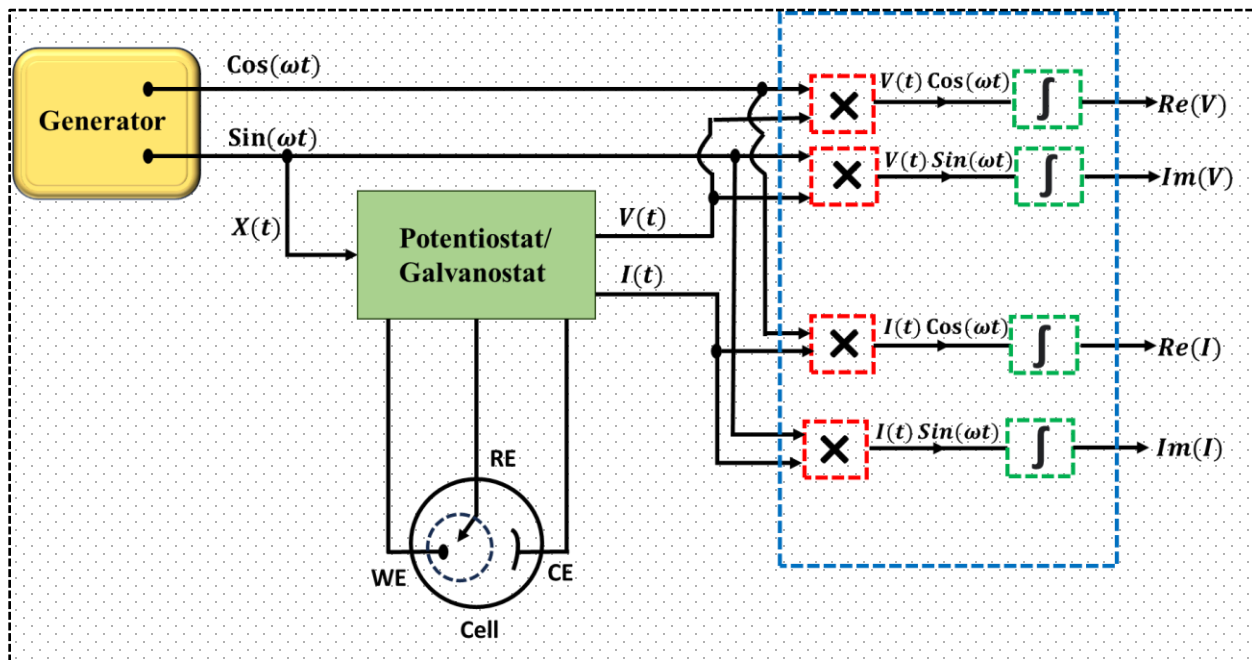 Cos(ωt)
Generator
Sin(ωt)
X(t)
Potentiostat/
Galvanostat
V(t)
I(t)
RE
WE
CE
Cell
×
V(t) Cos(ωt)
∫
Re(V)
×
V(t) Sin(ωt)
∫
Im(V)
×
I(t) Cos(ωt)
∫
Re(I)
×
I(t) Sin(ωt)
∫
Im(I)